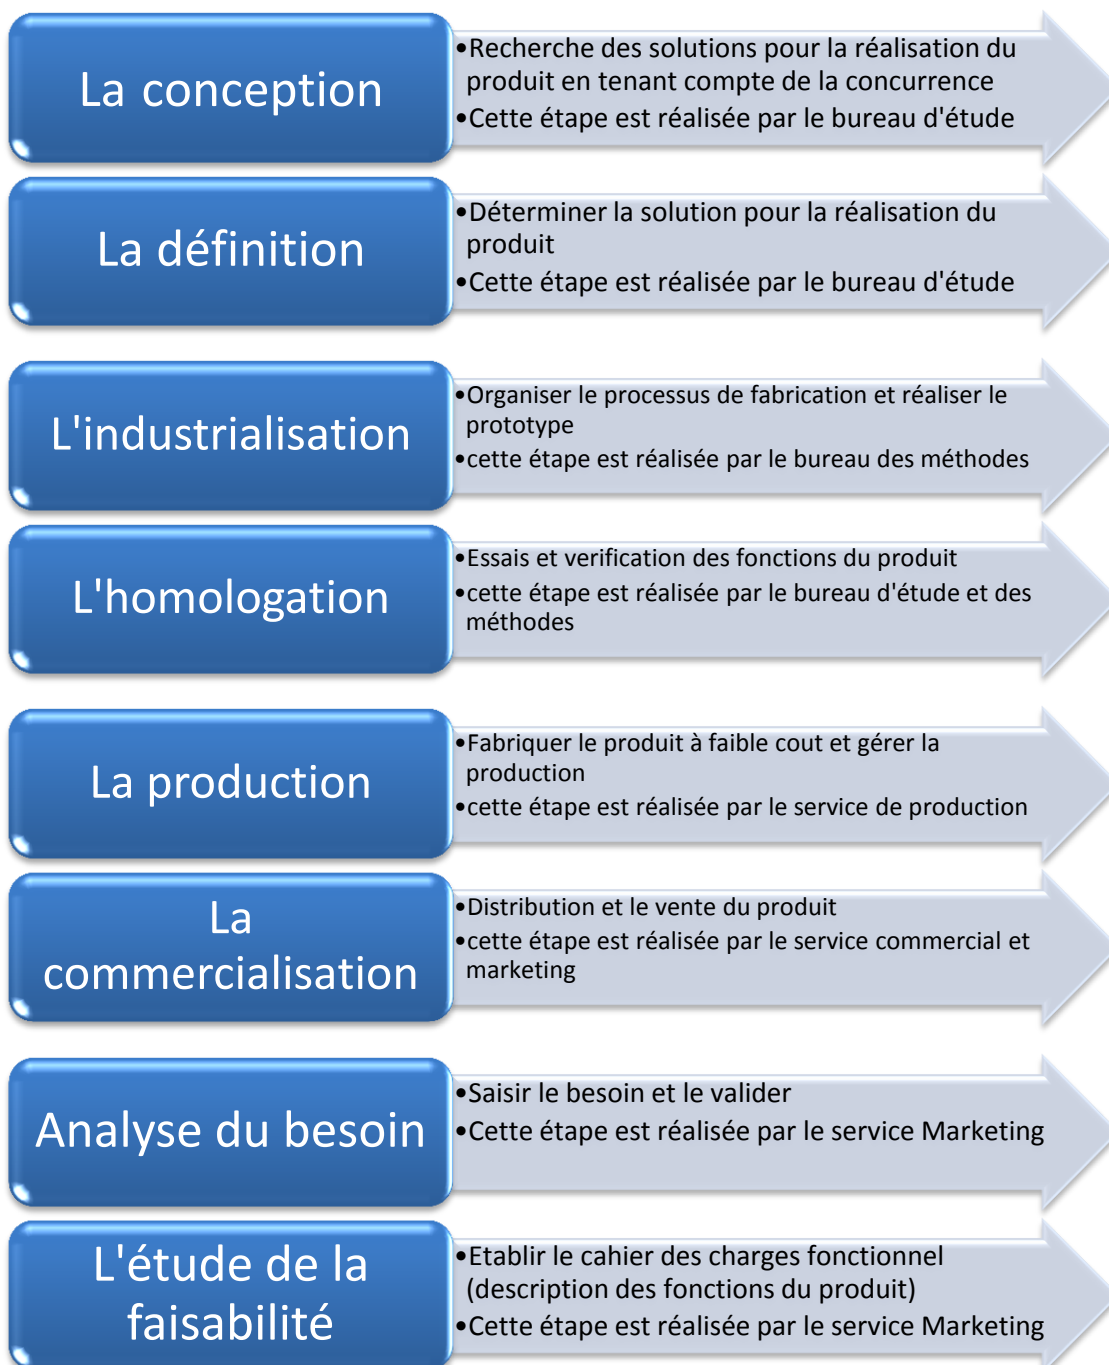 La conception
•Recherche des solutions pour la réalisation du
produit en tenant compte de la concurrence
•Cette étape est réalisée par le bureau d'étude
La définition
•Déterminer la solution pour la réalisation du
produit
•Cette étape est réalisée par le bureau d'étude
L'industrialisation
•Organiser le processus de fabrication et réaliser le
prototype
•cette étape est réalisée par le bureau des méthodes
L'homologation
•Essais et verification des fonctions du produit
•cette étape est réalisée par le bureau d'étude et des
méthodes
La production
•Fabriquer le produit à faible cout et gérer la
production
•cette étape est réalisée par le service de production
La
commercialisation
•Distribution et le vente du produit
•cette étape est réalisée par le service commercial et
marketing
Analyse du besoin
•Saisir le besoin et le valider
•Cette étape est réalisée par le service Marketing
L'étude de la
faisabilité
•Etablir le cahier des charges fonctionnel
(description des fonctions du produit)
•Cette étape est réalisée par le service Marketing